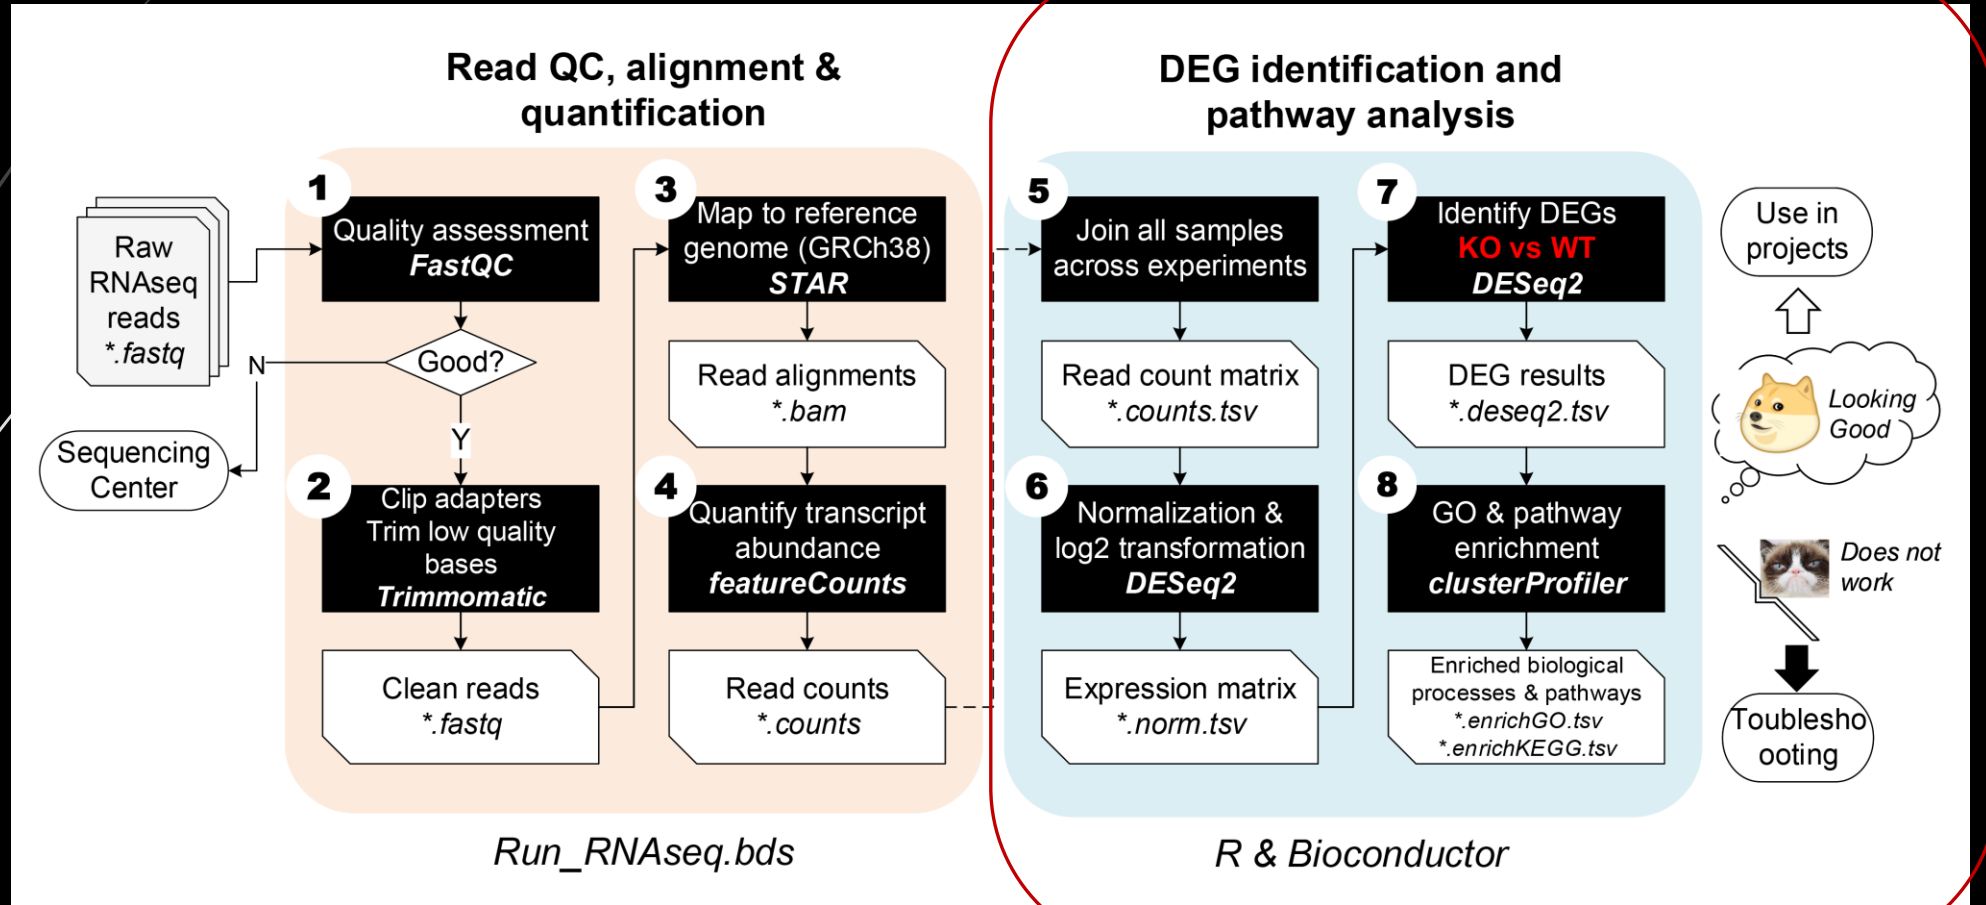 Read QC, alignment &
quantification
DEG identification and
pathway analysis
Raw
RNAseq
reads
*.fastq
N
Sequencing
Center
1
Quality assessment
FastQC
Good?
Y
2
Clip adapters
Trim low quality
bases
Trimmomatic
Clean reads
*.fastq
3
Map to reference
genome (GRCh38)
STAR
Read alignments
*.bam
4
Quantify transcript
abundance
featureCounts
Read counts
*.counts
5
Join all samples
across experiments
Read count matrix
*.counts.tsv
6
Normalization &
log2 transformation
DESeq2
Expression matrix
*.norm.tsv
7
Identify DEGs
KO vs WT
DESeq2
DEG results
*.deseq2.tsv
8
GO & pathway
enrichment
clusterProfiler
Enriched biological
processes & pathways
*.enrichGO.tsv
*.enrichKEGG.tsv
Use in
projects
Looking
Good
Does not
work
Toublesho
ooting
Run_RNAseq.bds
R & Bioconductor